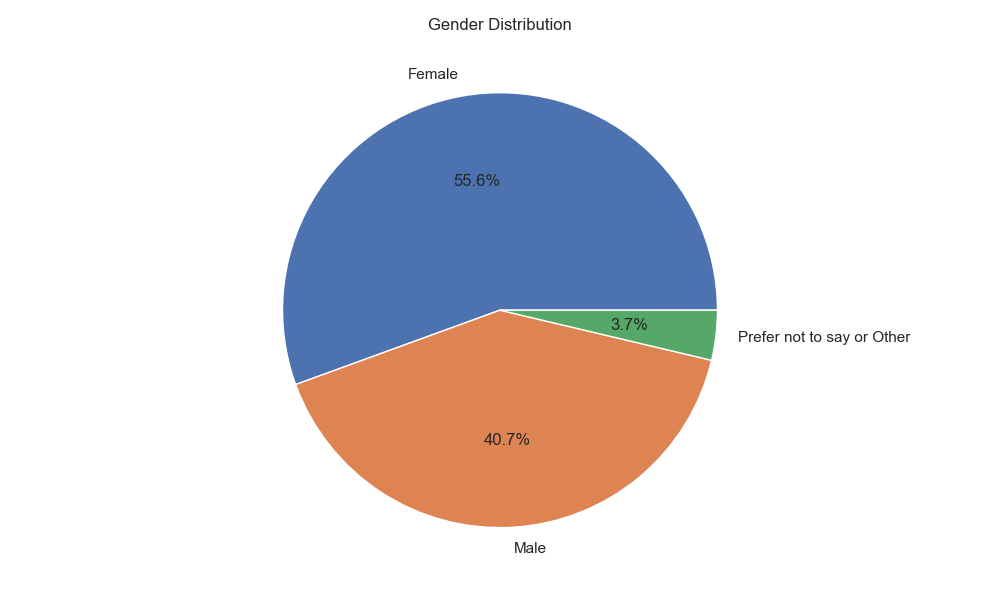 Gender Distribution
Female
55.6%
3.7%
Prefer not to say or Other
40.7%
Male